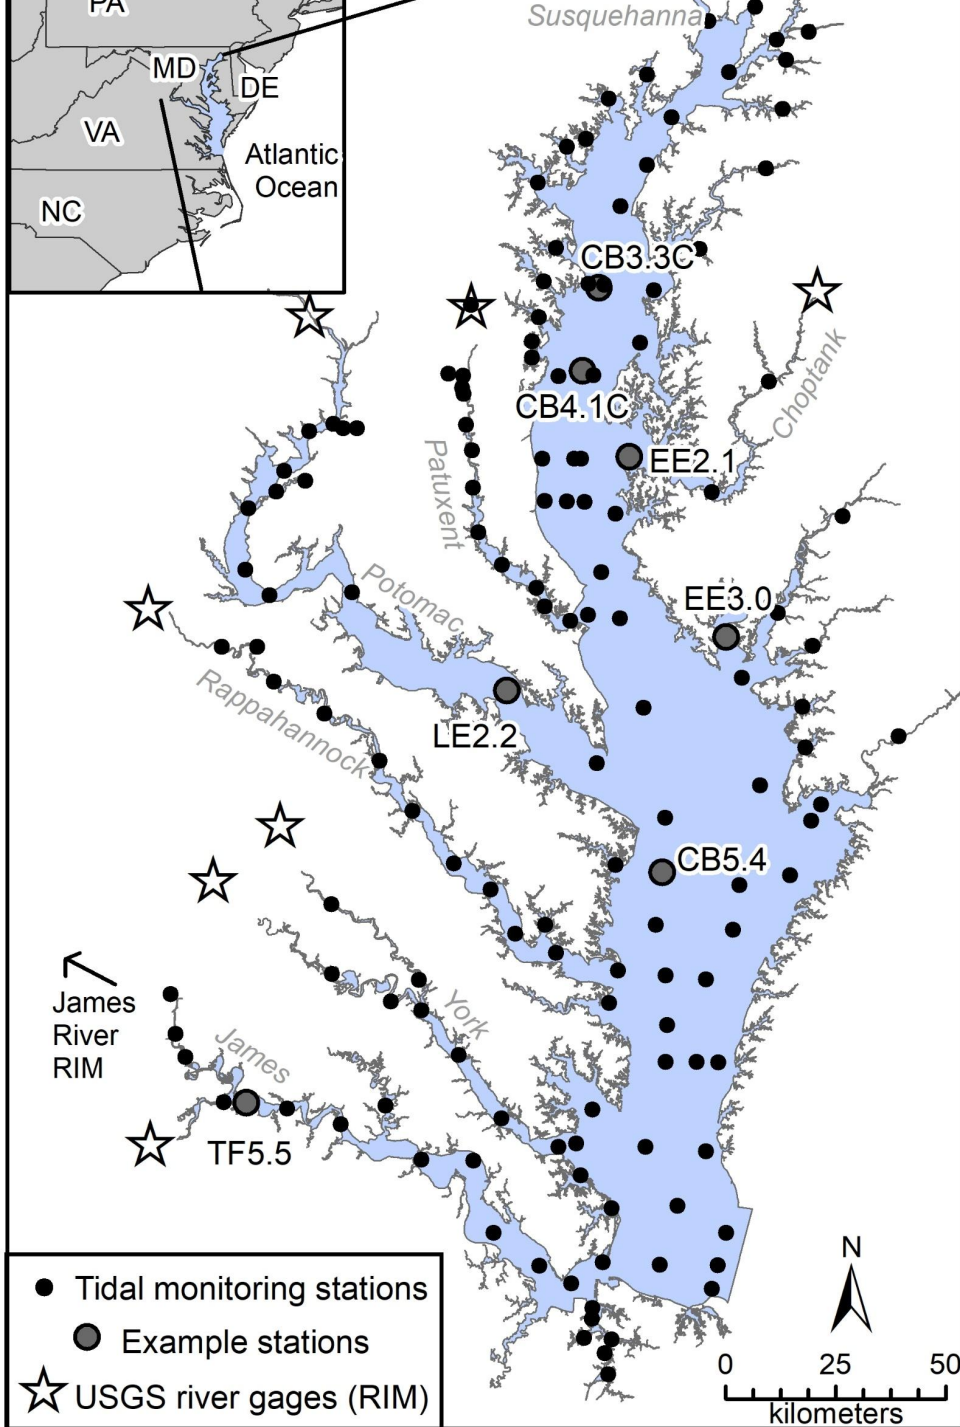 PA
MD
DE
VA
Atlantic
Ocean
NC
Susquehanna
CB3.3C
CB4.1C
Choptank
EE2.1
Patuxent
Potomac
EE3.0
Rappahannock
LE2.2
CB5.4
James
River
RIM
York
James
TF5.5
Tidal monitoring stations
Example stations
USGS river gages (RIM)
N
0 25 50
kilometers